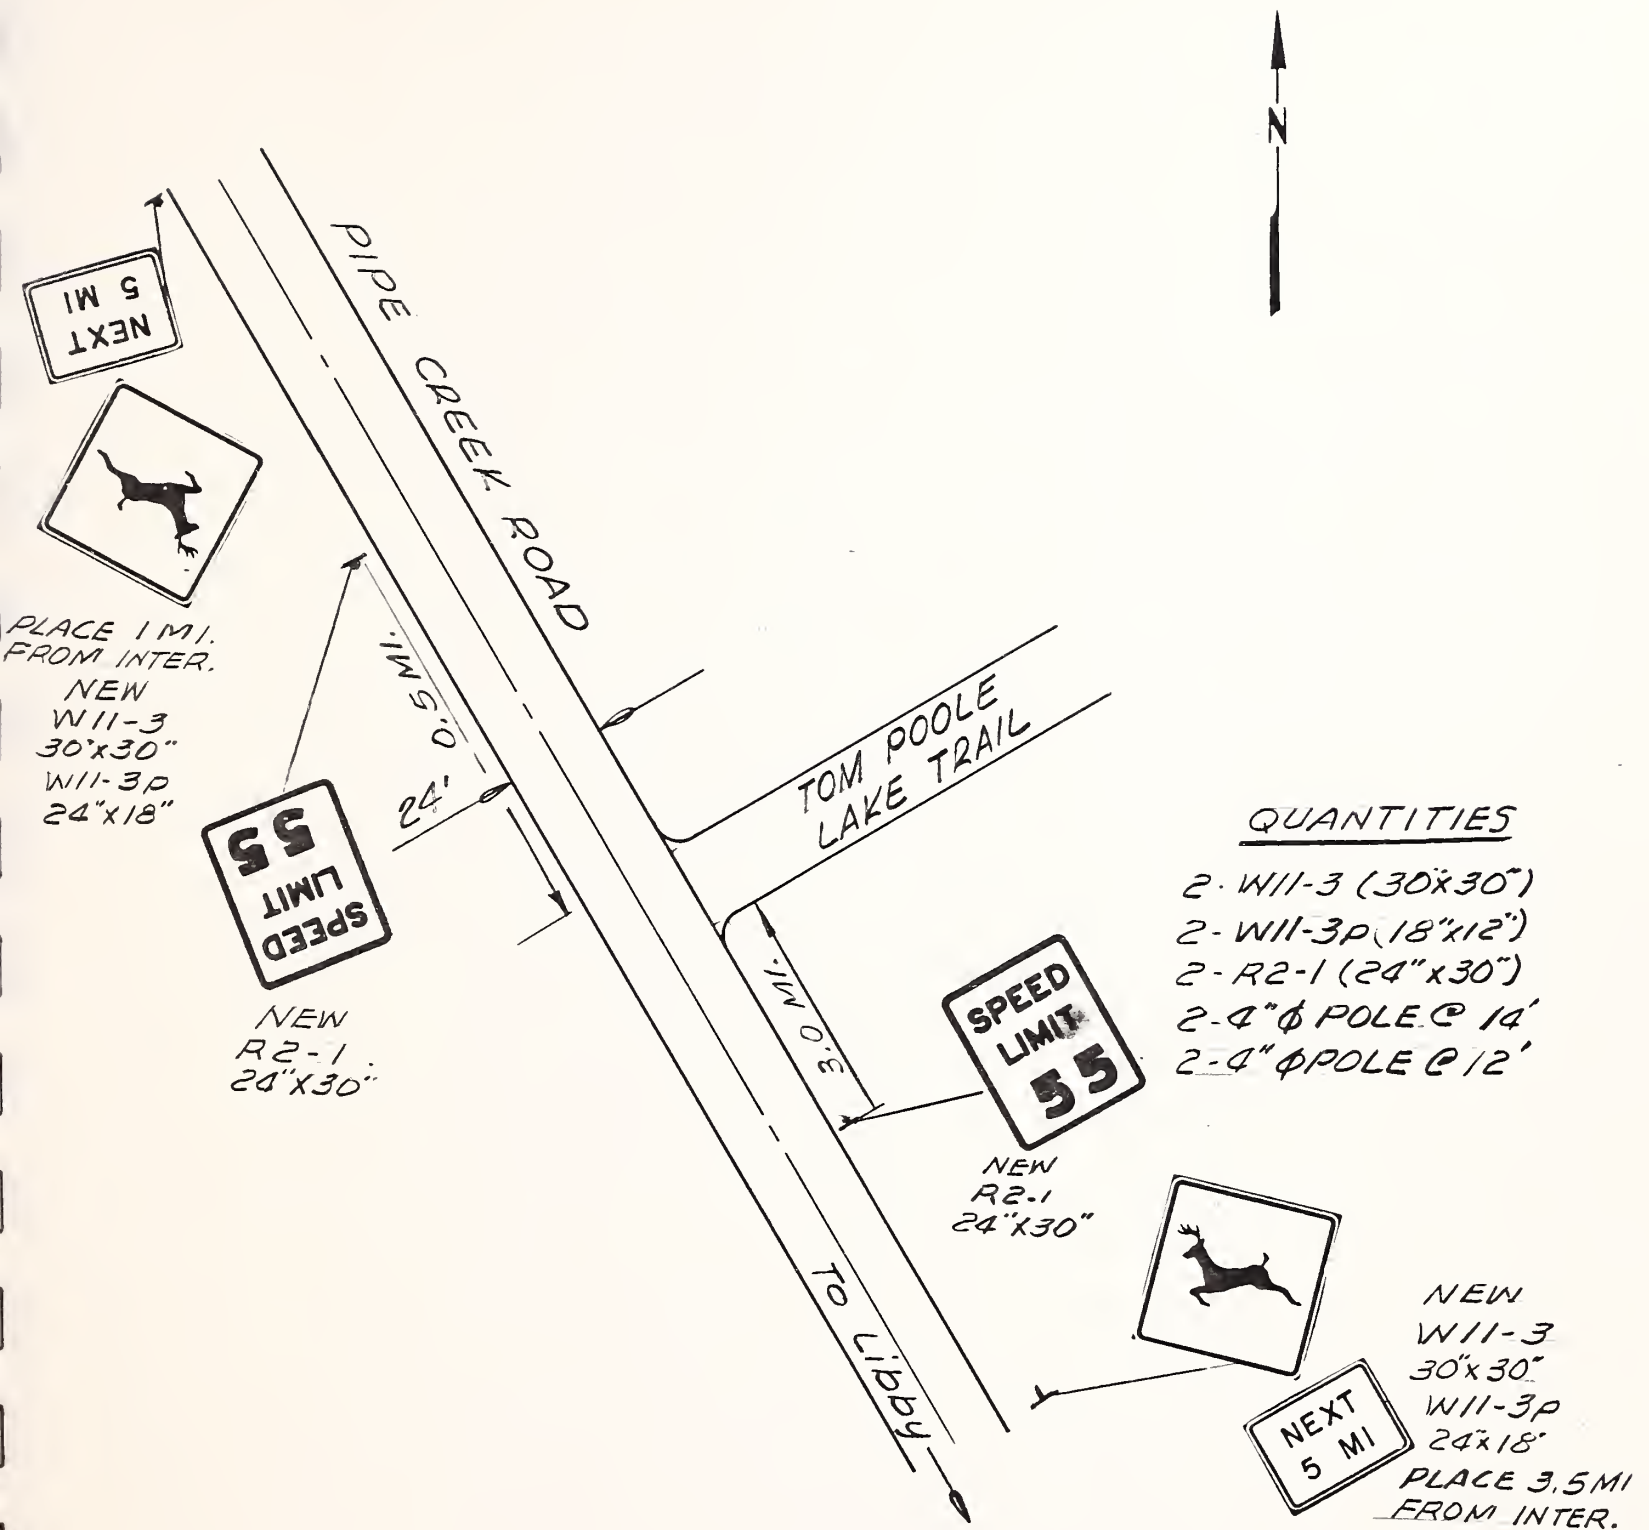 N
PIPE CREEK ROAD
NEXT
5 MI
PLACE 1 MI.
FROM INTER.
NEW
W11-3
30"x30"
W11-3p
24"x18"
0.5 MI.
24'
SPEED
LIMIT
55
NEW
R2-1
24"x30"
TOM POOLE
LAKE TRAIL
QUANTITIES
2- W11-3 (30"x30")
2- W11-3p (18"x12")
2- R2-1 (24"x30")
2-4"ϕ POLE @ 14'
2-4"ϕ POLE @ 12'
3.0 MI.
SPEED
LIMIT
55
NEW
R2-1
24"x30"
TO Libby
NEW
W11-3
30"x30"
W11-3p
24"x18"
PLACE 3.5 MI
FROM INTER.
NEXT
5 MI